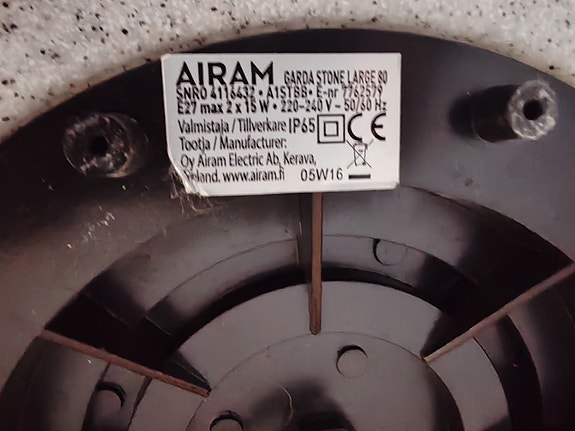 AIRAM GARDA STONE LARGE 80
SNRO 4116432 • A1STBB • E-nr 7762579
E27 max 2 x 15 W • 220-240 V ~ 50/60 Hz
Valmistaja / Tillverkare IP65 CE
Tootja / Manufacturer:
Oy Airam Electric Ab, Kerava,
www.airam.fi 05W16